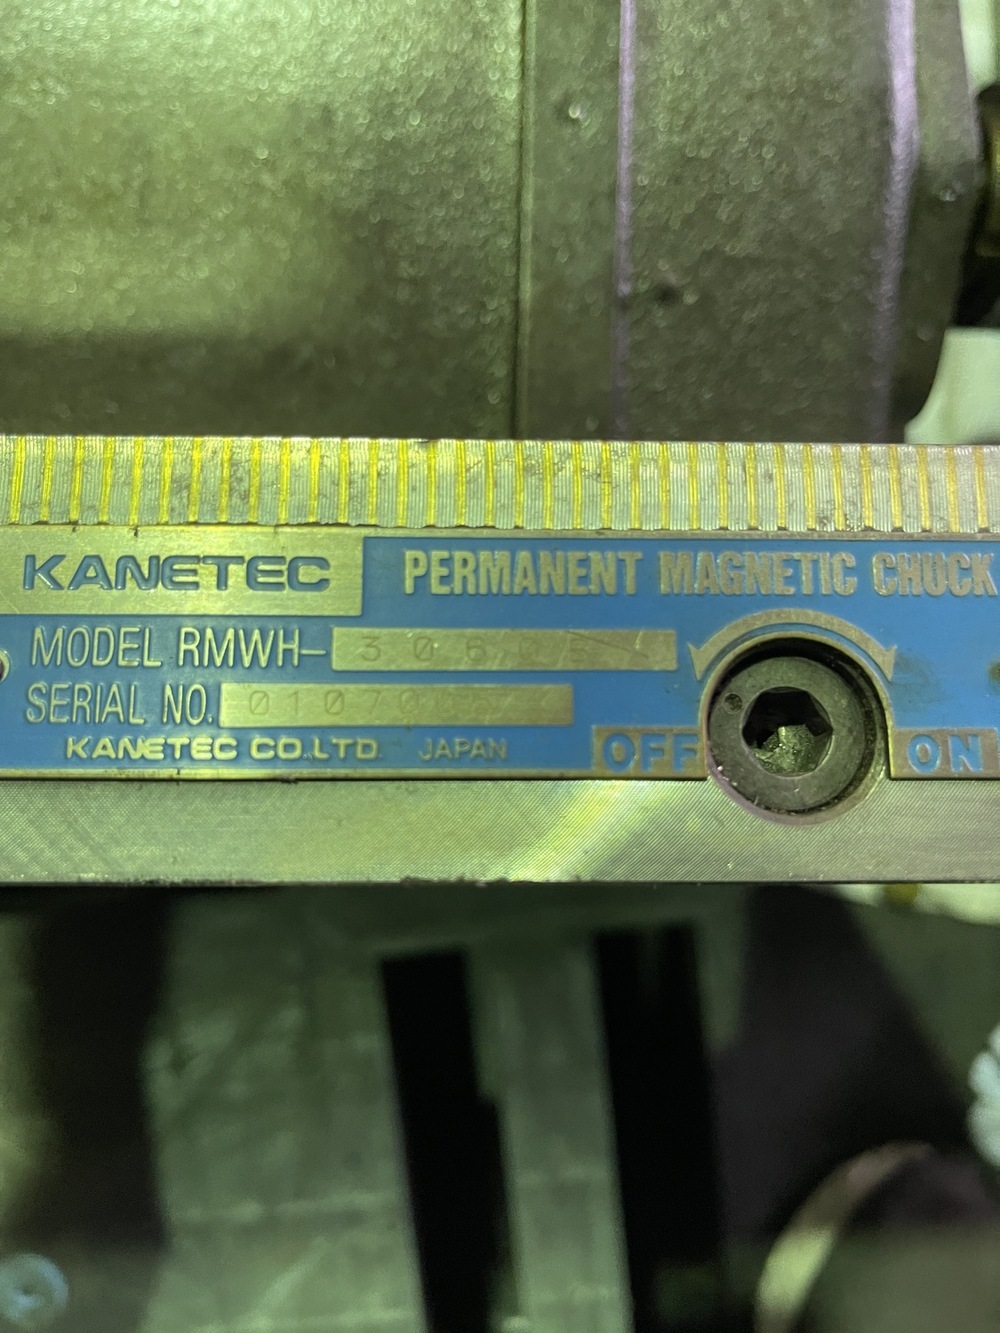 KANETEC
PERMANENT MAGNETIC CHUCK
MODEL RMWH-
SERIAL NO.
KANETEC CO.LTD. JAPAN
OFF ON